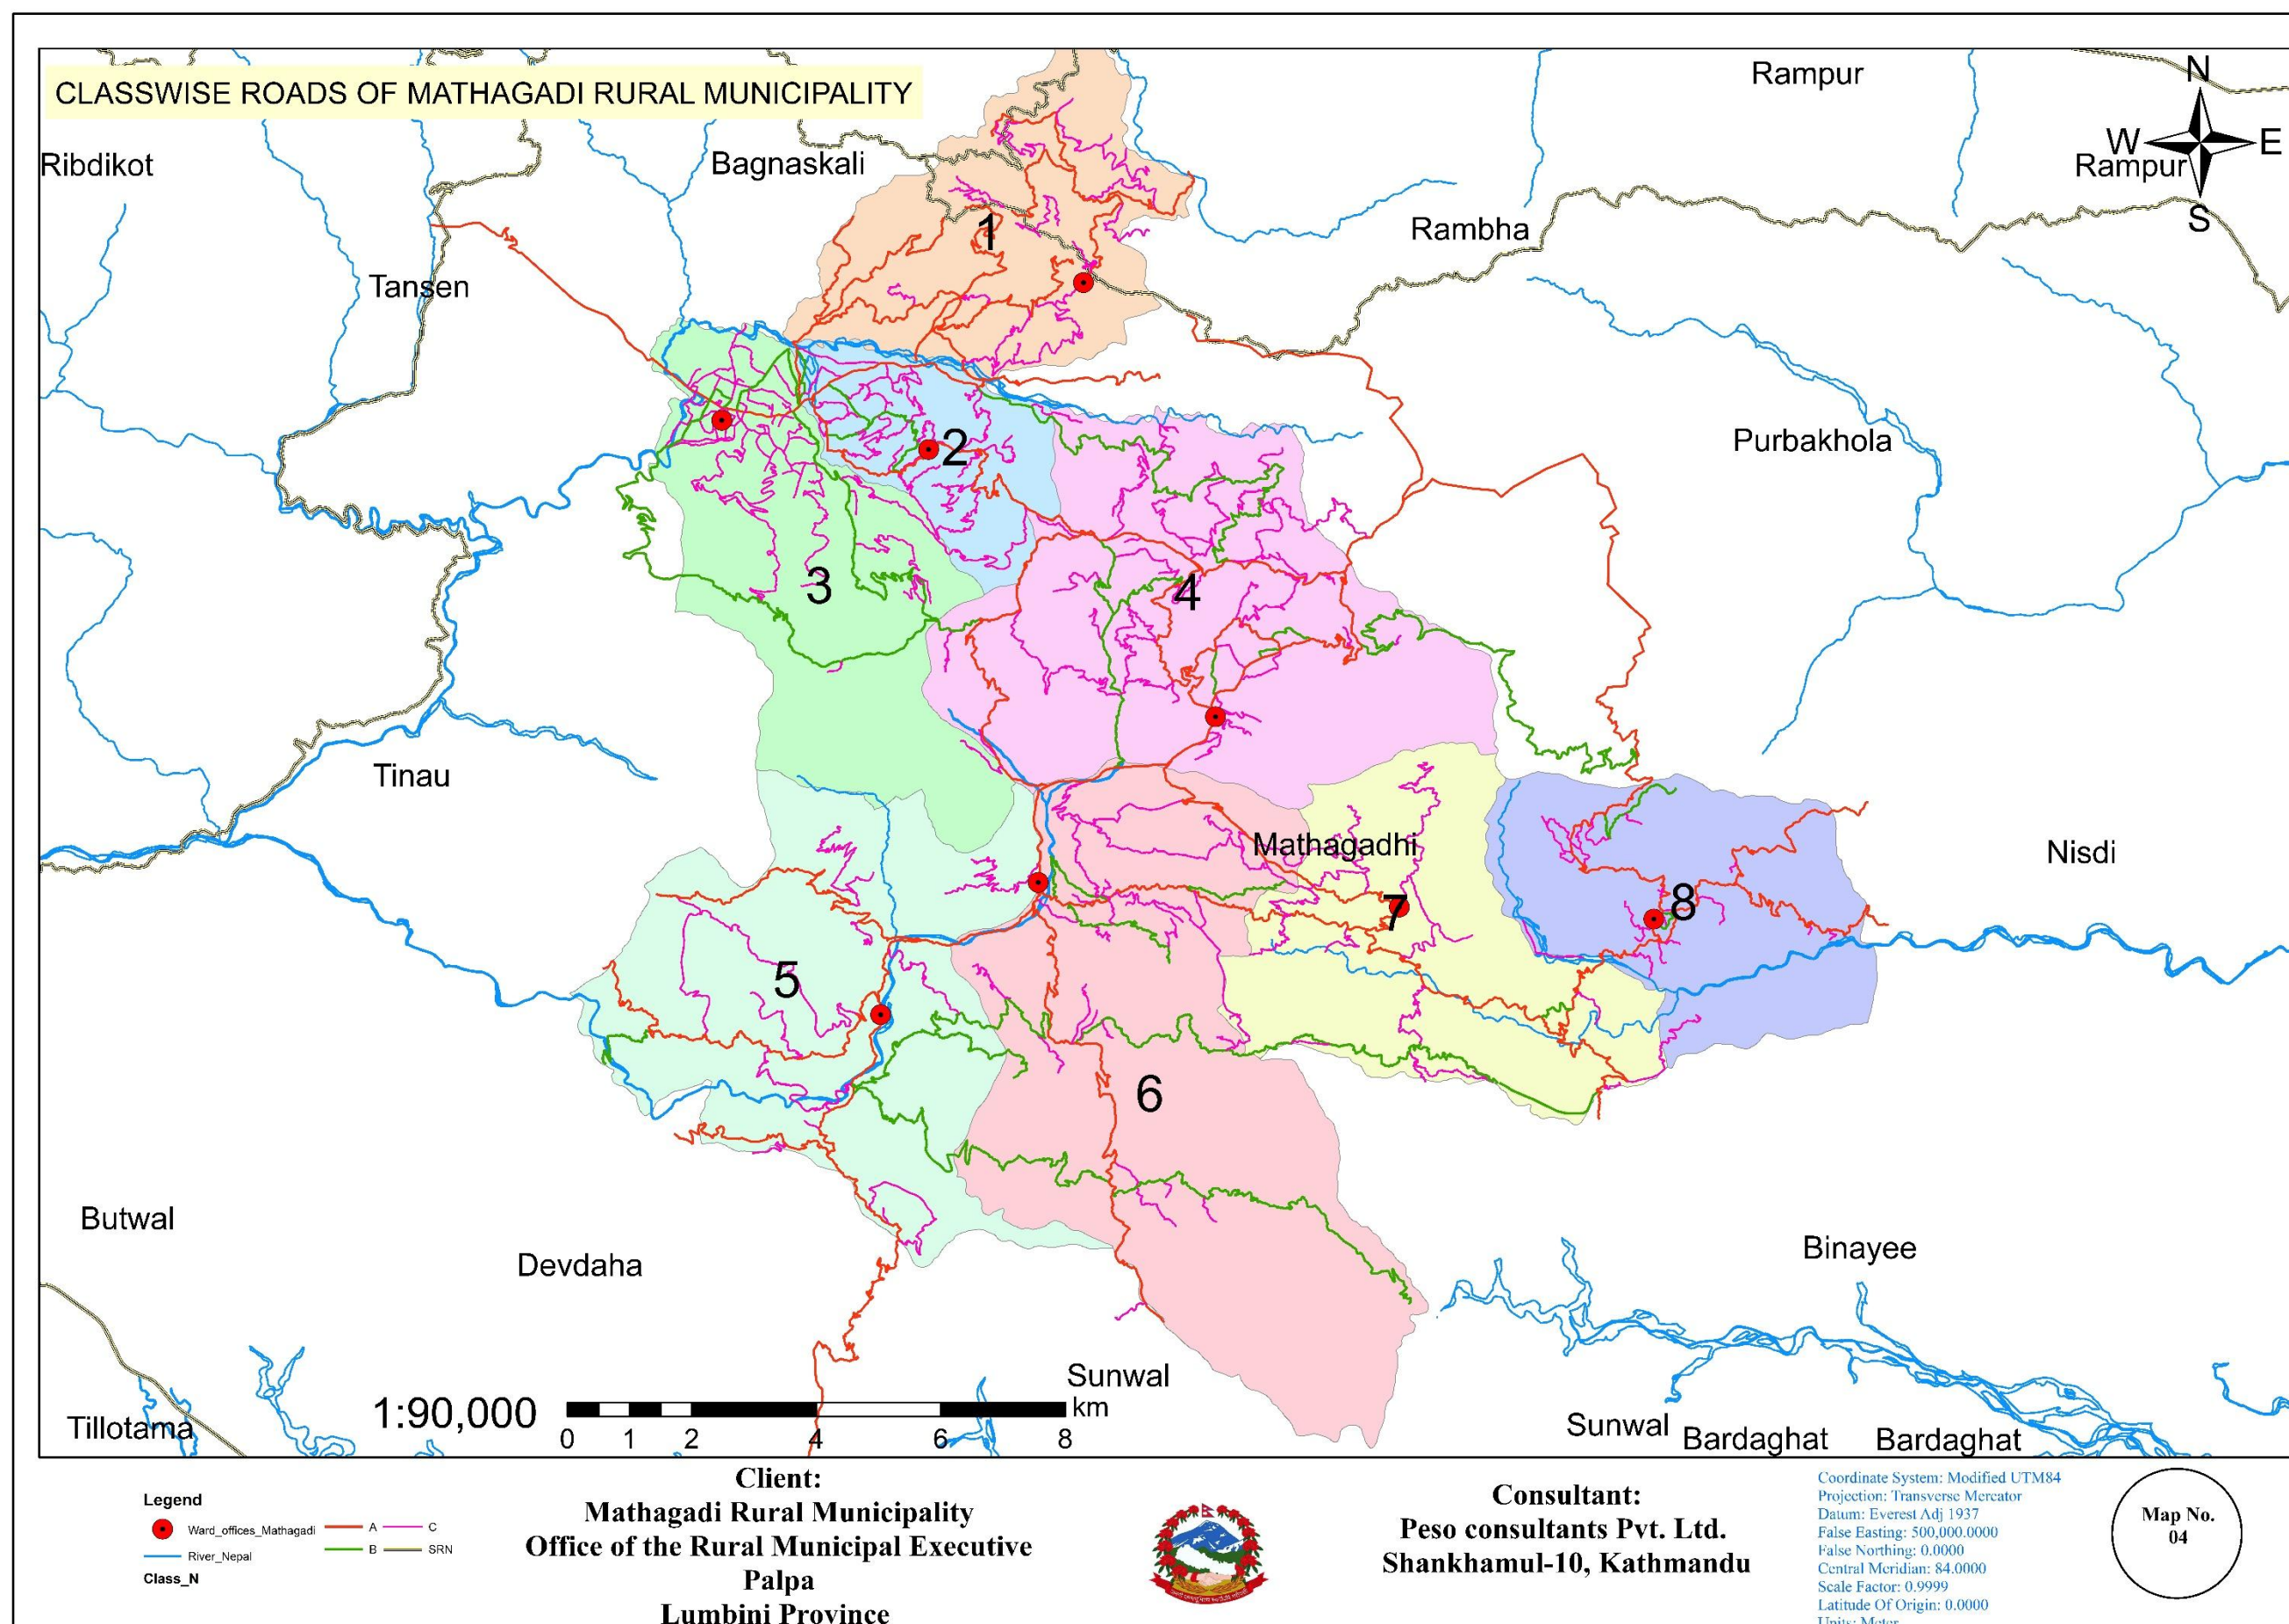 CLASSWISE ROADS OF MATHAGADI RURAL MUNICIPALITY
Rampur
N
W
E
S
Rampur
Ribdikot
Bagnaskali
Rambha
1
Tansen
Purbakhola
2
3
4
Tinau
Mathagadhi
Nisdi
7
8
5
6
Butwal
Devdaha
Binayee
Sunwal
1:90,000
km
0 1 2 4 6 8
Tillotama
Sunwal
Bardaghat
Bardaghat
Legend
Ward_offices_Mathagadi
River_Nepal
Class_N
A
B
C
SRN
Client:
Mathagadi Rural Municipality
Office of the Rural Municipal Executive
Palpa
Lumbini Province
Consultant:
Peso consultants Pvt. Ltd.
Shankhamul-10, Kathmandu
Coordinate System: Modified UTM84
Projection: Transverse Mercator
Datum: Everest Adj 1937
False Easting: 500,000.0000
False Northing: 0.0000
Central Meridian: 84.0000
Scale Factor: 0.9999
Latitude Of Origin: 0.0000
Units: Meter
Map No.
04